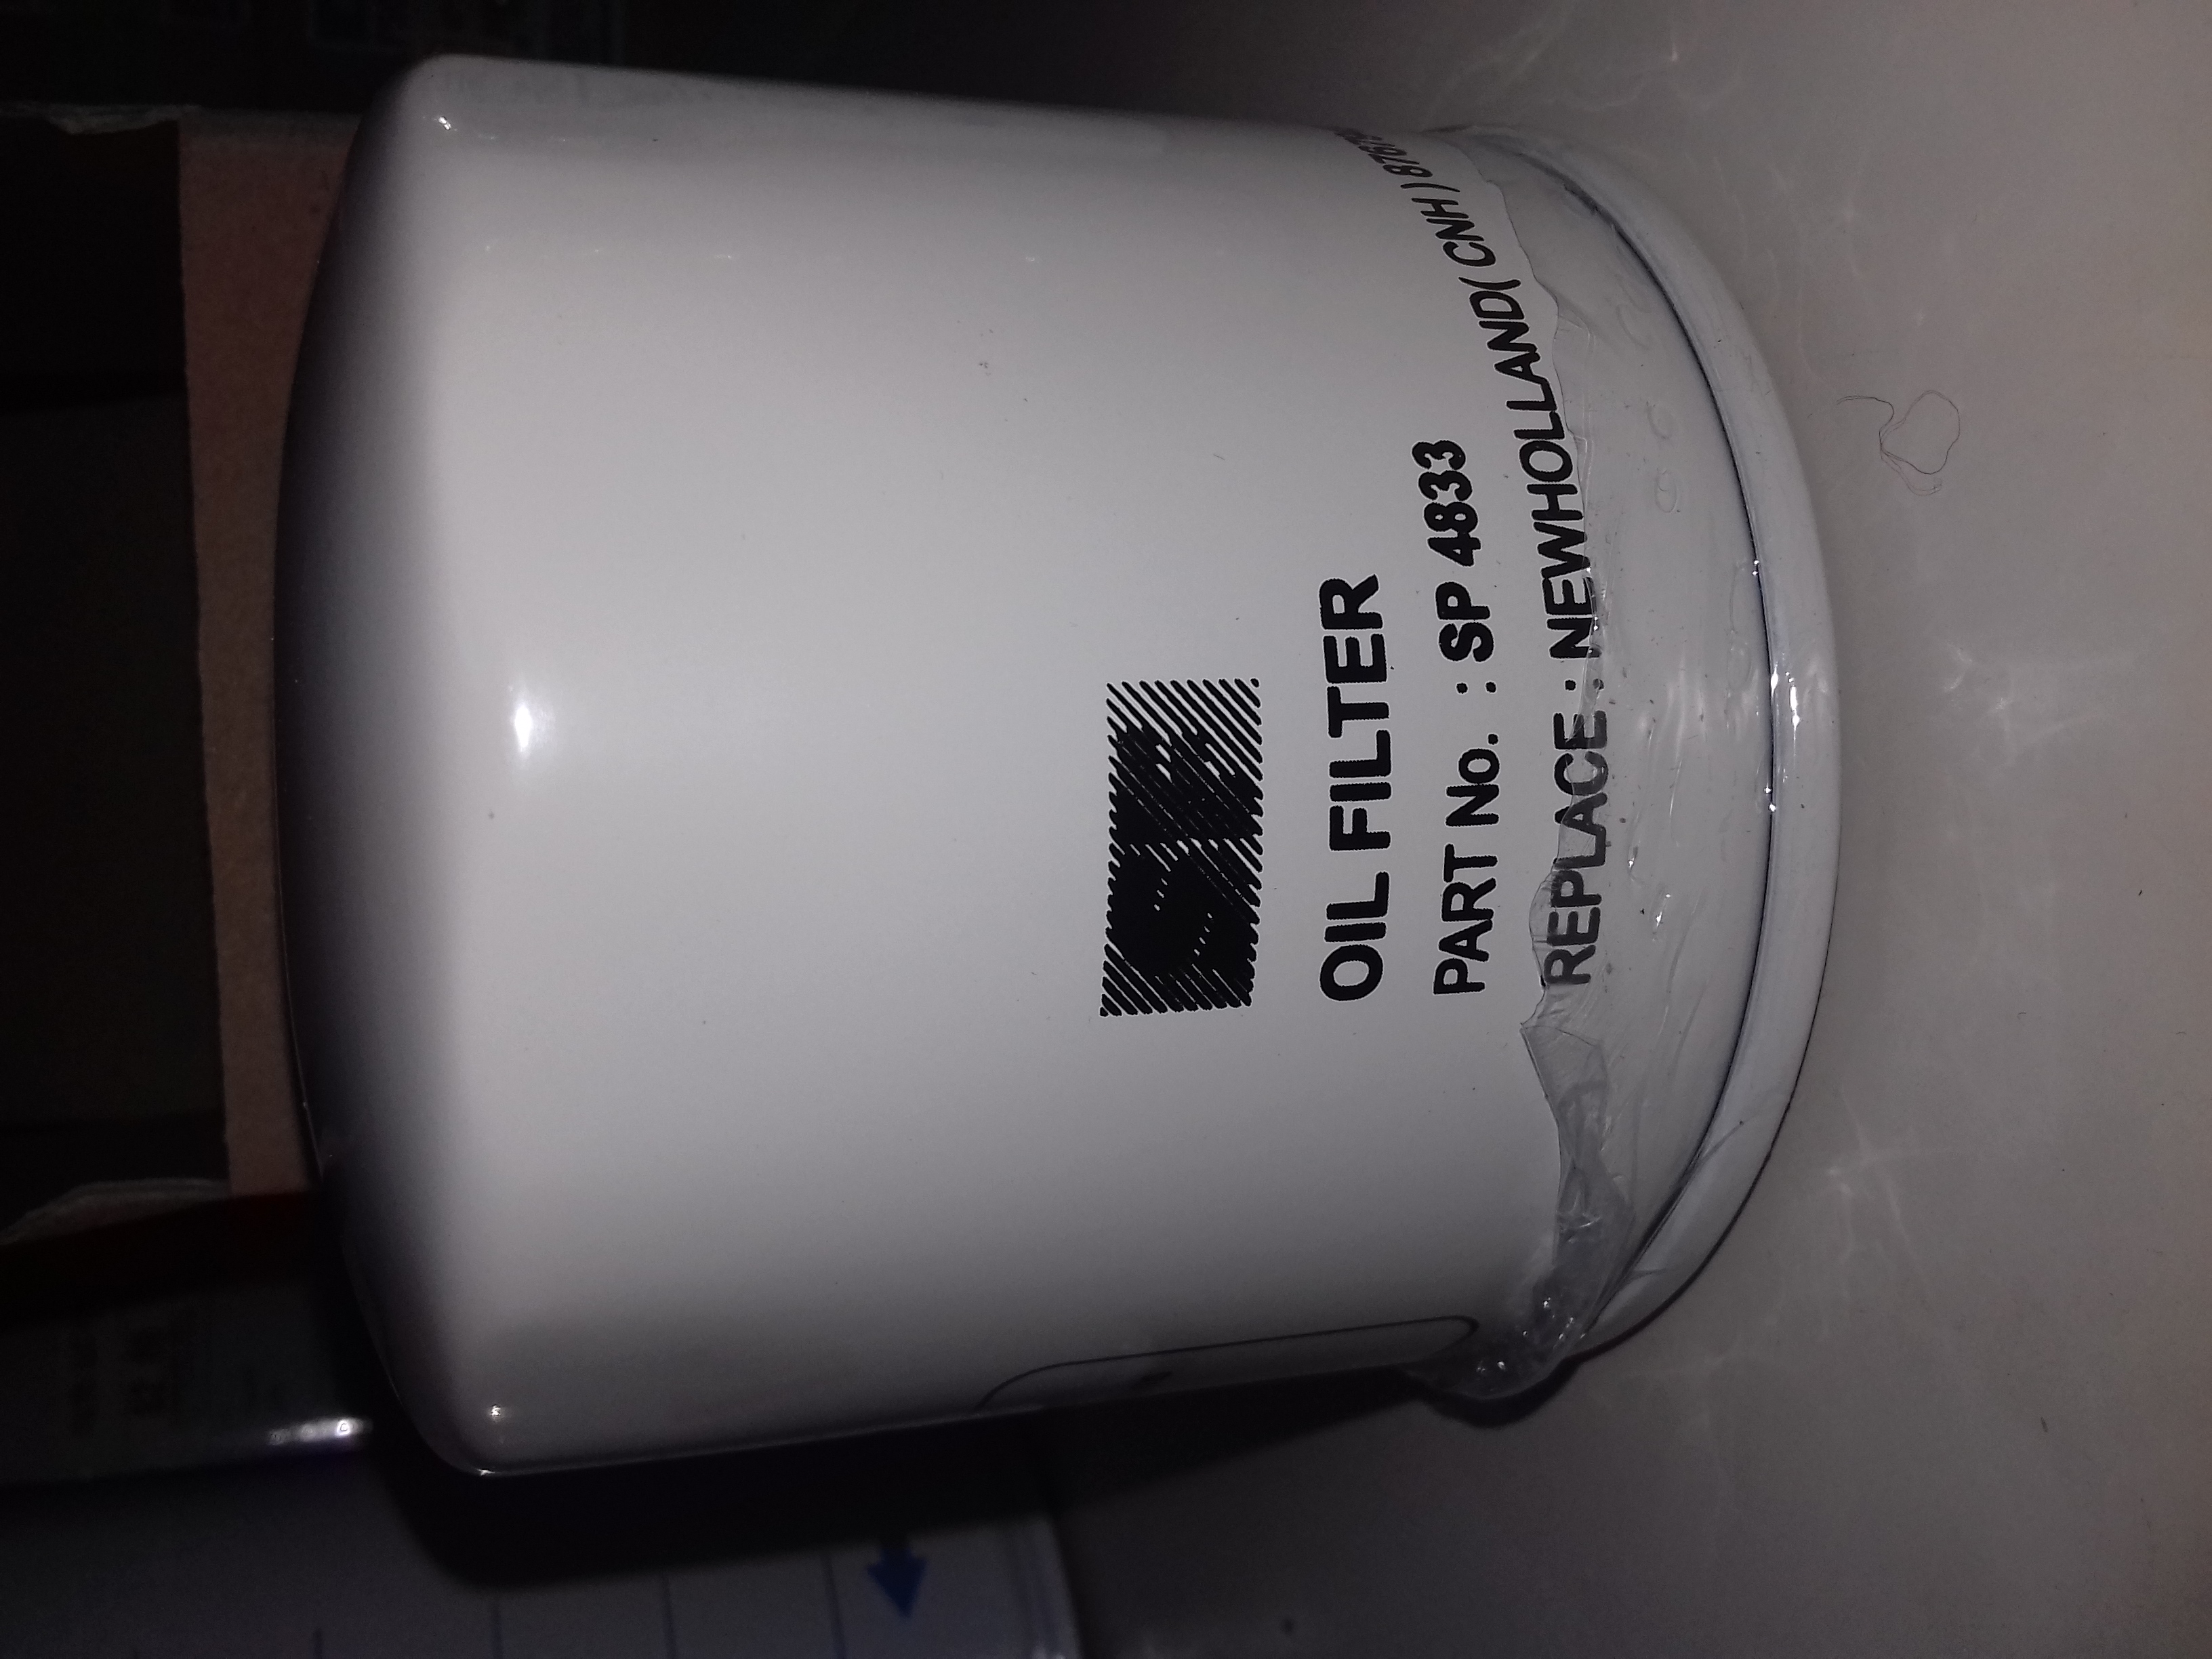 OIL FILTER
PART No. : SP 4833
REPLACE : NEWHOLLAND( CNH )